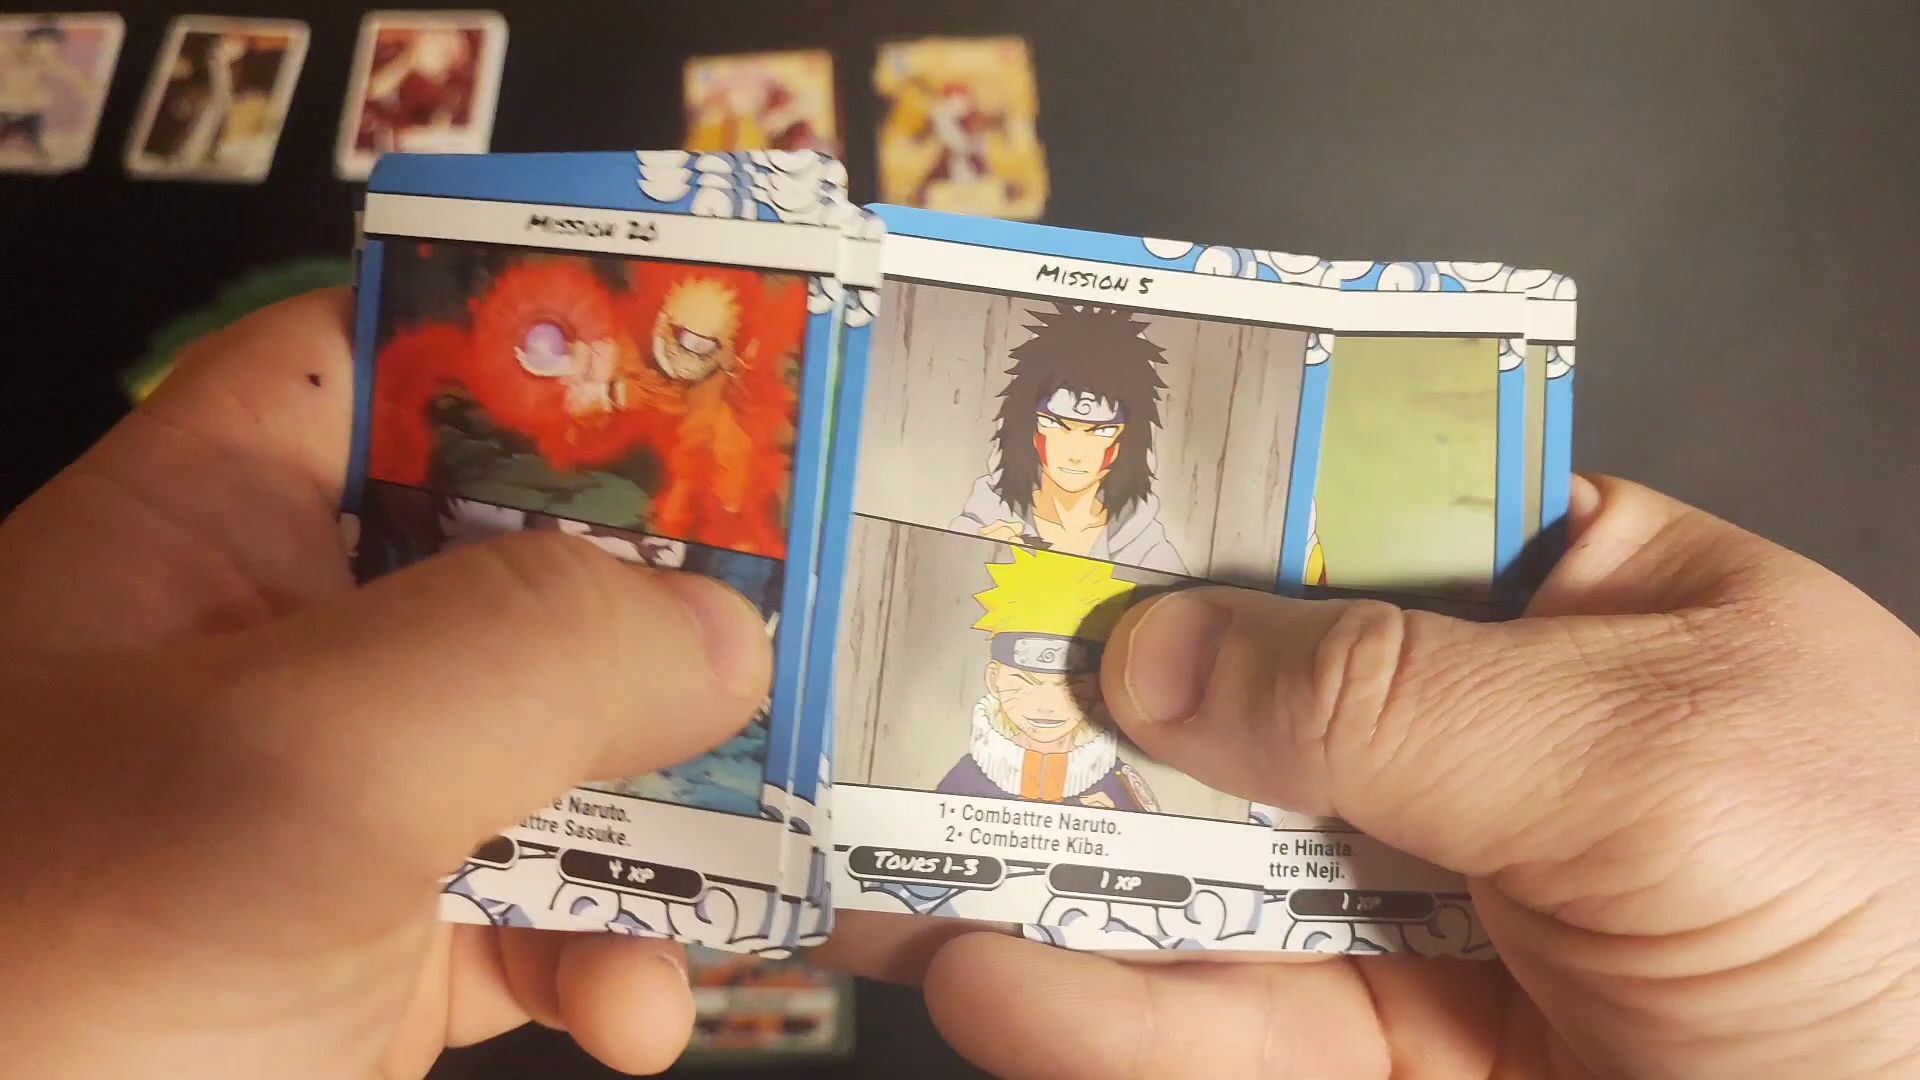 Mission 20
e Naruto.
ttre Sasuke.
4 XP
Mission 5
1• Combattre Naruto.
2• Combattre Kiba.
Tours 1-3
1 XP
re Hinata.
ttre Neji.
1 XP